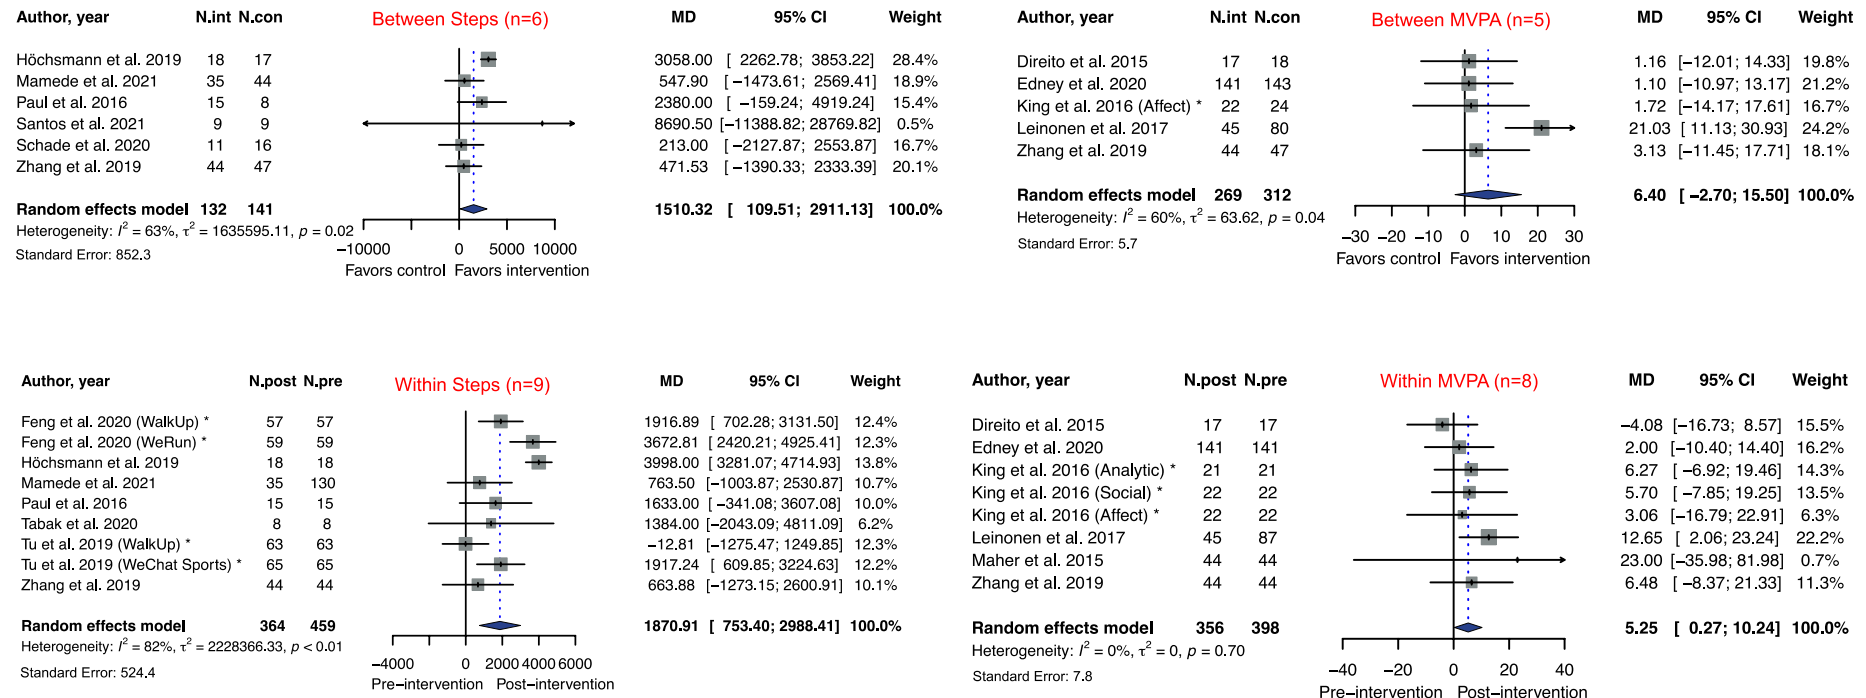 Author, year N.int N.con Between Steps (n=6) MD 95% CI Weight
Höchsmann et al. 2019 18 17 3058.00 [ 2262.78; 3853.22] 28.4%
Mamede et al. 2021 35 44 547.90 [−1473.61; 2569.41] 18.9%
Paul et al. 2016 15 8 2380.00 [ −159.24; 4919.24] 15.4%
Santos et al. 2021 9 9 8690.50 [−11388.82; 28769.82] 0.5%
Schade et al. 2020 11 16 213.00 [−2127.87; 2553.87] 16.7%
Zhang et al. 2019 44 47 471.53 [−1390.33; 2333.39] 20.1%
Random effects model 132 141 1510.32 [ 109.51; 2911.13] 100.0%
Heterogeneity: I² = 63%, τ² = 1635595.11, p = 0.02
Standard Error: 852.3
−10000 0 5000 10000
Favors control Favors intervention
Author, year N.int N.con Between MVPA (n=5) MD 95% CI Weight
Direito et al. 2015 17 18 1.16 [−12.01; 14.33] 19.8%
Edney et al. 2020 141 143 1.10 [−10.97; 13.17] 21.2%
King et al. 2016 (Affect) * 22 24 1.72 [−14.17; 17.61] 16.7%
Leinonen et al. 2017 45 80 21.03 [ 11.13; 30.93] 24.2%
Zhang et al. 2019 44 47 3.13 [−11.45; 17.71] 18.1%
Random effects model 269 312 6.40 [ −2.70; 15.50] 100.0%
Heterogeneity: I² = 60%, τ² = 63.62, p = 0.04
Standard Error: 5.7
−30 −20 −10 0 10 20 30
Favors control Favors intervention
Author, year N.post N.pre Within Steps (n=9) MD 95% CI Weight
Feng et al. 2020 (WalkUp) * 57 57 1916.89 [ 702.28; 3131.50] 12.4%
Feng et al. 2020 (WeRun) * 59 59 3672.81 [ 2420.21; 4925.41] 12.3%
Höchsmann et al. 2019 18 18 3998.00 [ 3281.07; 4714.93] 13.8%
Mamede et al. 2021 35 130 763.50 [−1003.87; 2530.87] 10.7%
Paul et al. 2016 15 15 1633.00 [ −341.08; 3607.08] 10.0%
Tabak et al. 2020 8 8 1384.00 [−2043.09; 4811.09] 6.2%
Tu et al. 2019 (WalkUp) * 63 63 −12.81 [−1275.47; 1249.85] 12.3%
Tu et al. 2019 (WeChat Sports) * 65 65 1917.24 [ 609.85; 3224.63] 12.2%
Zhang et al. 2019 44 44 663.88 [−1273.15; 2600.91] 10.1%
Random effects model 364 459 1870.91 [ 753.40; 2988.41] 100.0%
Heterogeneity: I² = 82%, τ² = 2228366.33, p < 0.01
Standard Error: 524.4
−4000 0 2000 4000 6000
Pre−intervention Post−intervention
Author, year N.post N.pre Within MVPA (n=8) MD 95% CI Weight
Direito et al. 2015 17 17 −4.08 [−16.73; 8.57] 15.5%
Edney et al. 2020 141 141 2.00 [−10.40; 14.40] 16.2%
King et al. 2016 (Analytic) * 21 21 6.27 [ −6.92; 19.46] 14.3%
King et al. 2016 (Social) * 22 22 5.70 [ −7.85; 19.25] 13.5%
King et al. 2016 (Affect) * 22 22 3.06 [−16.79; 22.91] 6.3%
Leinonen et al. 2017 45 87 12.65 [ 2.06; 23.24] 22.2%
Maher et al. 2015 44 44 23.00 [−35.98; 81.98] 0.7%
Zhang et al. 2019 44 44 6.48 [ −8.37; 21.33] 11.3%
Random effects model 356 398 5.25 [ 0.27; 10.24] 100.0%
Heterogeneity: I² = 0%, τ² = 0, p = 0.70
Standard Error: 7.8
−40 −20 0 20 40
Pre−intervention Post−intervention